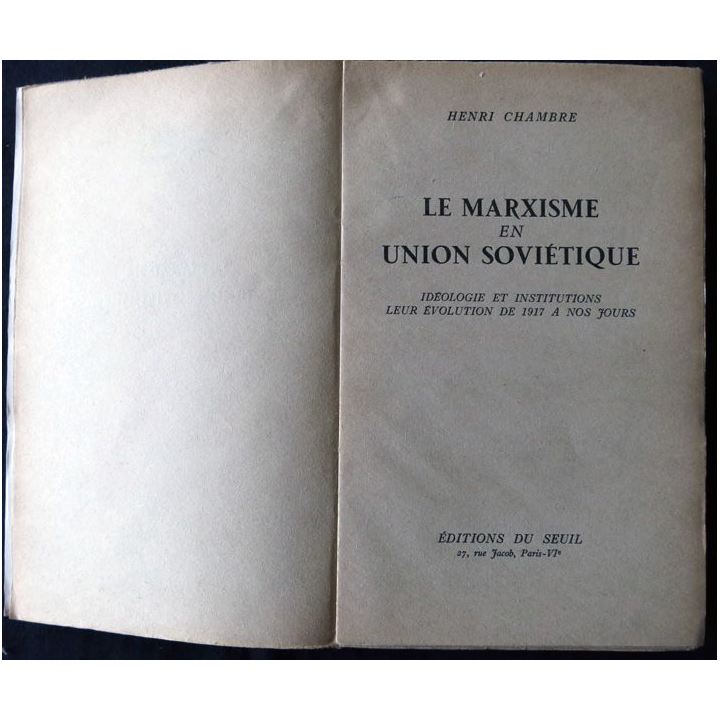 HENRI CHAMBRE
LE MARXISME
EN
UNION SOVIÉTIQUE
IDÉOLOGIE ET INSTITUTIONS
LEUR ÉVOLUTION DE 1917 A NOS JOURS
ÉDITIONS DU SEUIL
27, rue Jacob, Paris-VIe